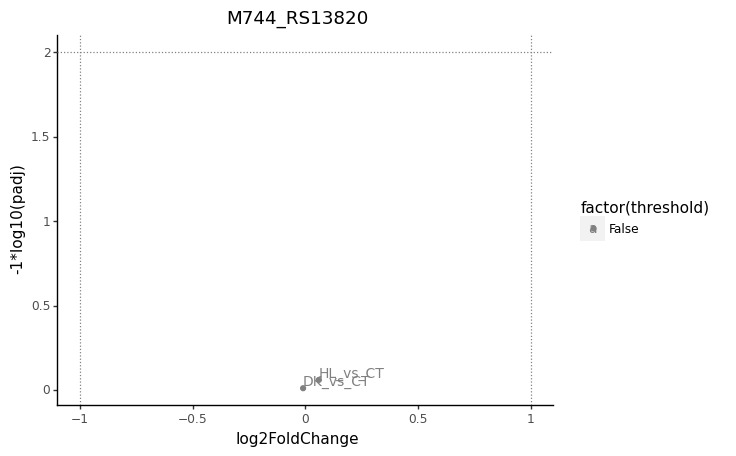 M744_RS13820
2
1.5
1
0.5
0
-1*log10(padj)
HL_vs_CT
DK_vs_CT
−1
−0.5
0
0.5
1
log2FoldChange
factor(threshold)
a
False